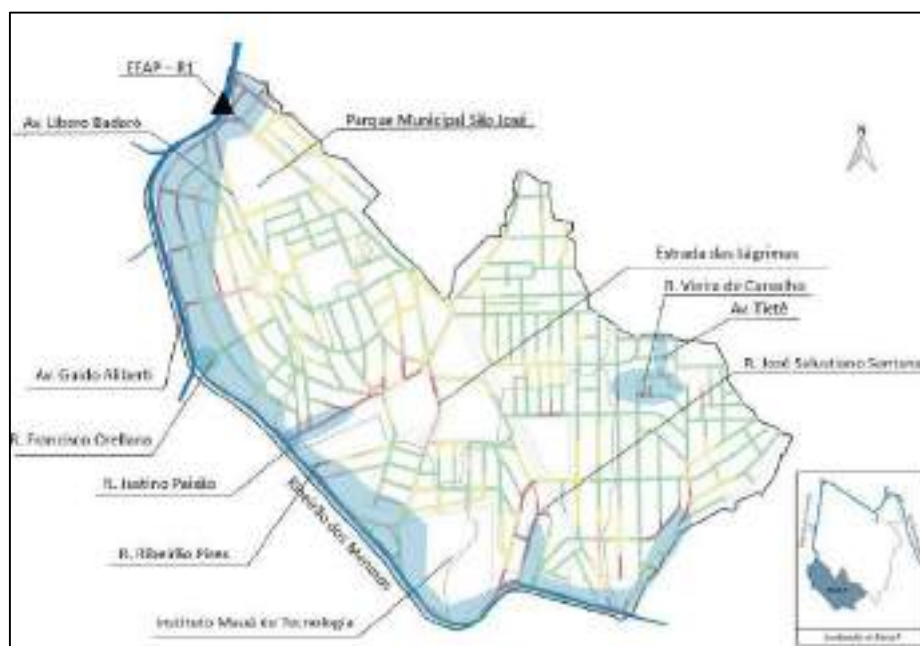 EEAP - R1
Av. Libero Badaró
Parque Municipal São José
N
Estrada das Lágrimas
R. Vieira de Carvalho
Av. Tietê
R. José Salustiano Santana
Av. Guido Aliberti
R. Francisco Orellana
R. Justino Paixão
R. Ribeirão Pires
Ribeirão dos Meninos
Instituto Mauá de Tecnologia